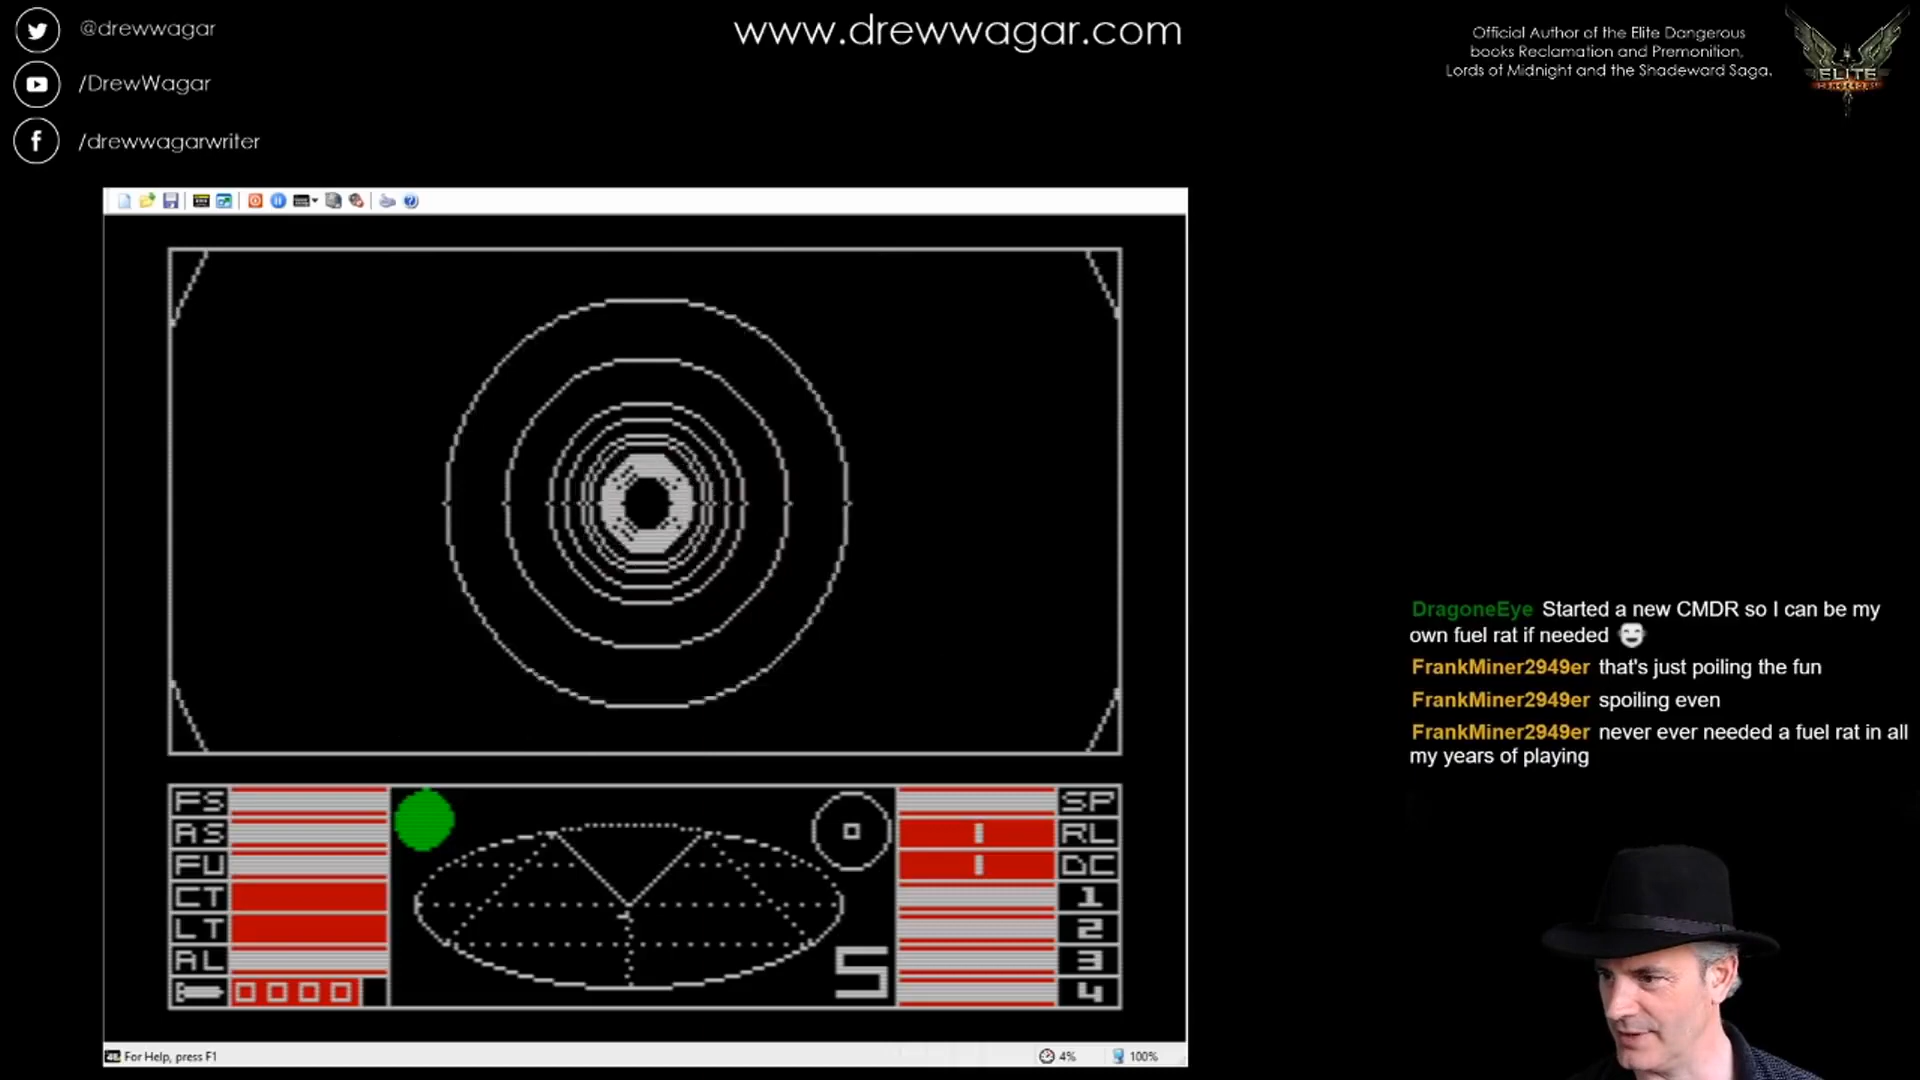 @drewwagar
/DrewWagar
/drewwagarwriter
www.drewwagar.com
Official Author of the Elite Dangerous
books Reclamation and Premonition,
Lords of Midnight and the Shadeward Saga.
ELITE
DANGEROUS
FS
AS
FU
CT
LT
AL
S
SP
RL
DC
1
2
3
4
For Help, press F1
4%
100%
DragoneEye Started a new CMDR so I can be my
own fuel rat if needed
FrankMiner2949er that's just poiling the fun
FrankMiner2949er spoiling even
FrankMiner2949er never ever needed a fuel rat in all
my years of playing